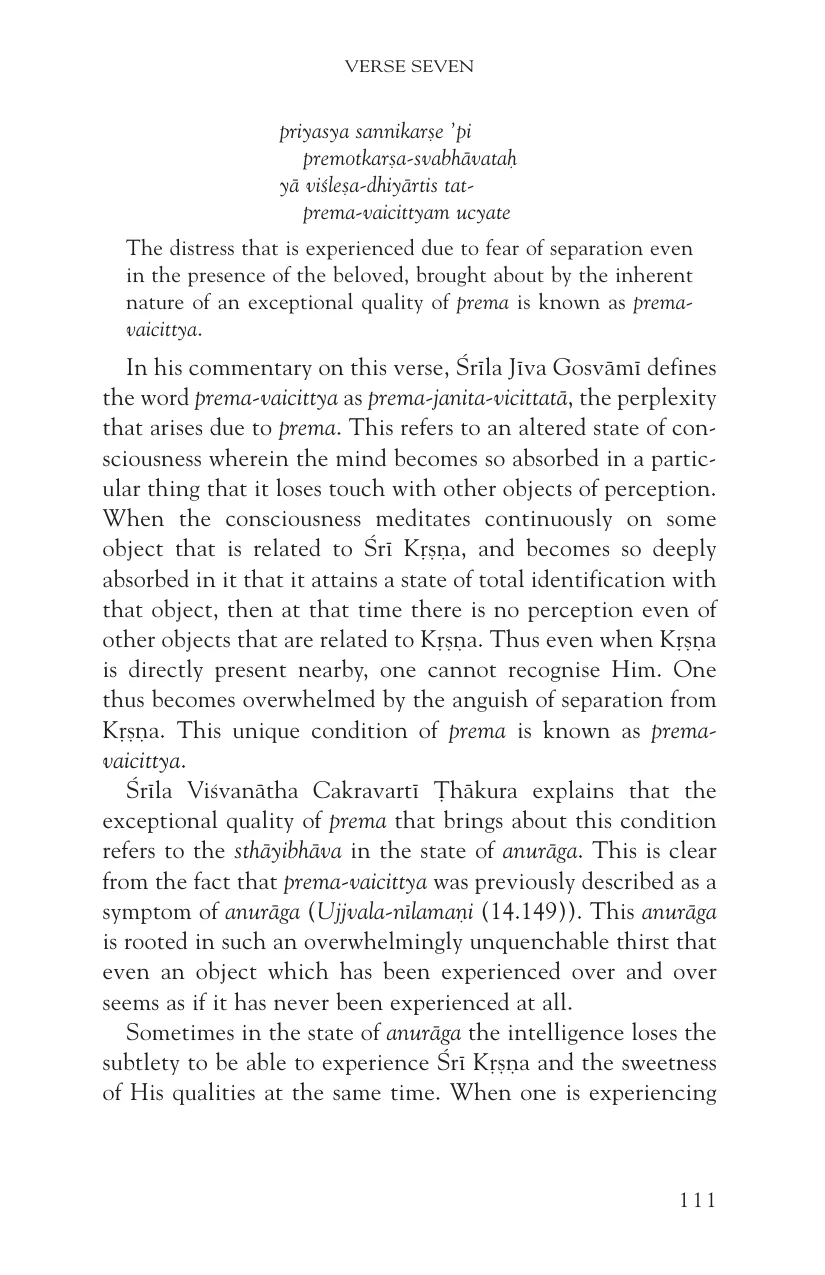 VERSE SEVEN
priyasya sannikarṣe ’pi
premotkarṣa-svabhāvataḥ
yā viśleṣa-dhiyārtis tat-
prema-vaicittyam ucyate
The distress that is experienced due to fear of separation even
in the presence of the beloved, brought about by the inherent
nature of an exceptional quality of prema is known as prema-
vaicittya.
In his commentary on this verse, Śrīla Jīva Gosvāmī defines
the word prema-vaicittya as prema-janita-vicittatā, the perplexity
that arises due to prema. This refers to an altered state of con-
sciousness wherein the mind becomes so absorbed in a partic-
ular thing that it loses touch with other objects of perception.
When the consciousness meditates continuously on some
object that is related to Śrī Kṛṣṇa, and becomes so deeply
absorbed in it that it attains a state of total identification with
that object, then at that time there is no perception even of
other objects that are related to Kṛṣṇa. Thus even when Kṛṣṇa
is directly present nearby, one cannot recognise Him. One
thus becomes overwhelmed by the anguish of separation from
Kṛṣṇa. This unique condition of prema is known as prema-
vaicittya.
Śrīla Viśvanātha Cakravartī Ṭhākura explains that the
exceptional quality of prema that brings about this condition
refers to the sthāyibhāva in the state of anurāga. This is clear
from the fact that prema-vaicittya was previously described as a
symptom of anurāga (Ujjvala-nīlamaṇi (14.149)). This anurāga
is rooted in such an overwhelmingly unquenchable thirst that
even an object which has been experienced over and over
seems as if it has never been experienced at all.
Sometimes in the state of anurāga the intelligence loses the
subtlety to be able to experience Śrī Kṛṣṇa and the sweetness
of His qualities at the same time. When one is experiencing
111